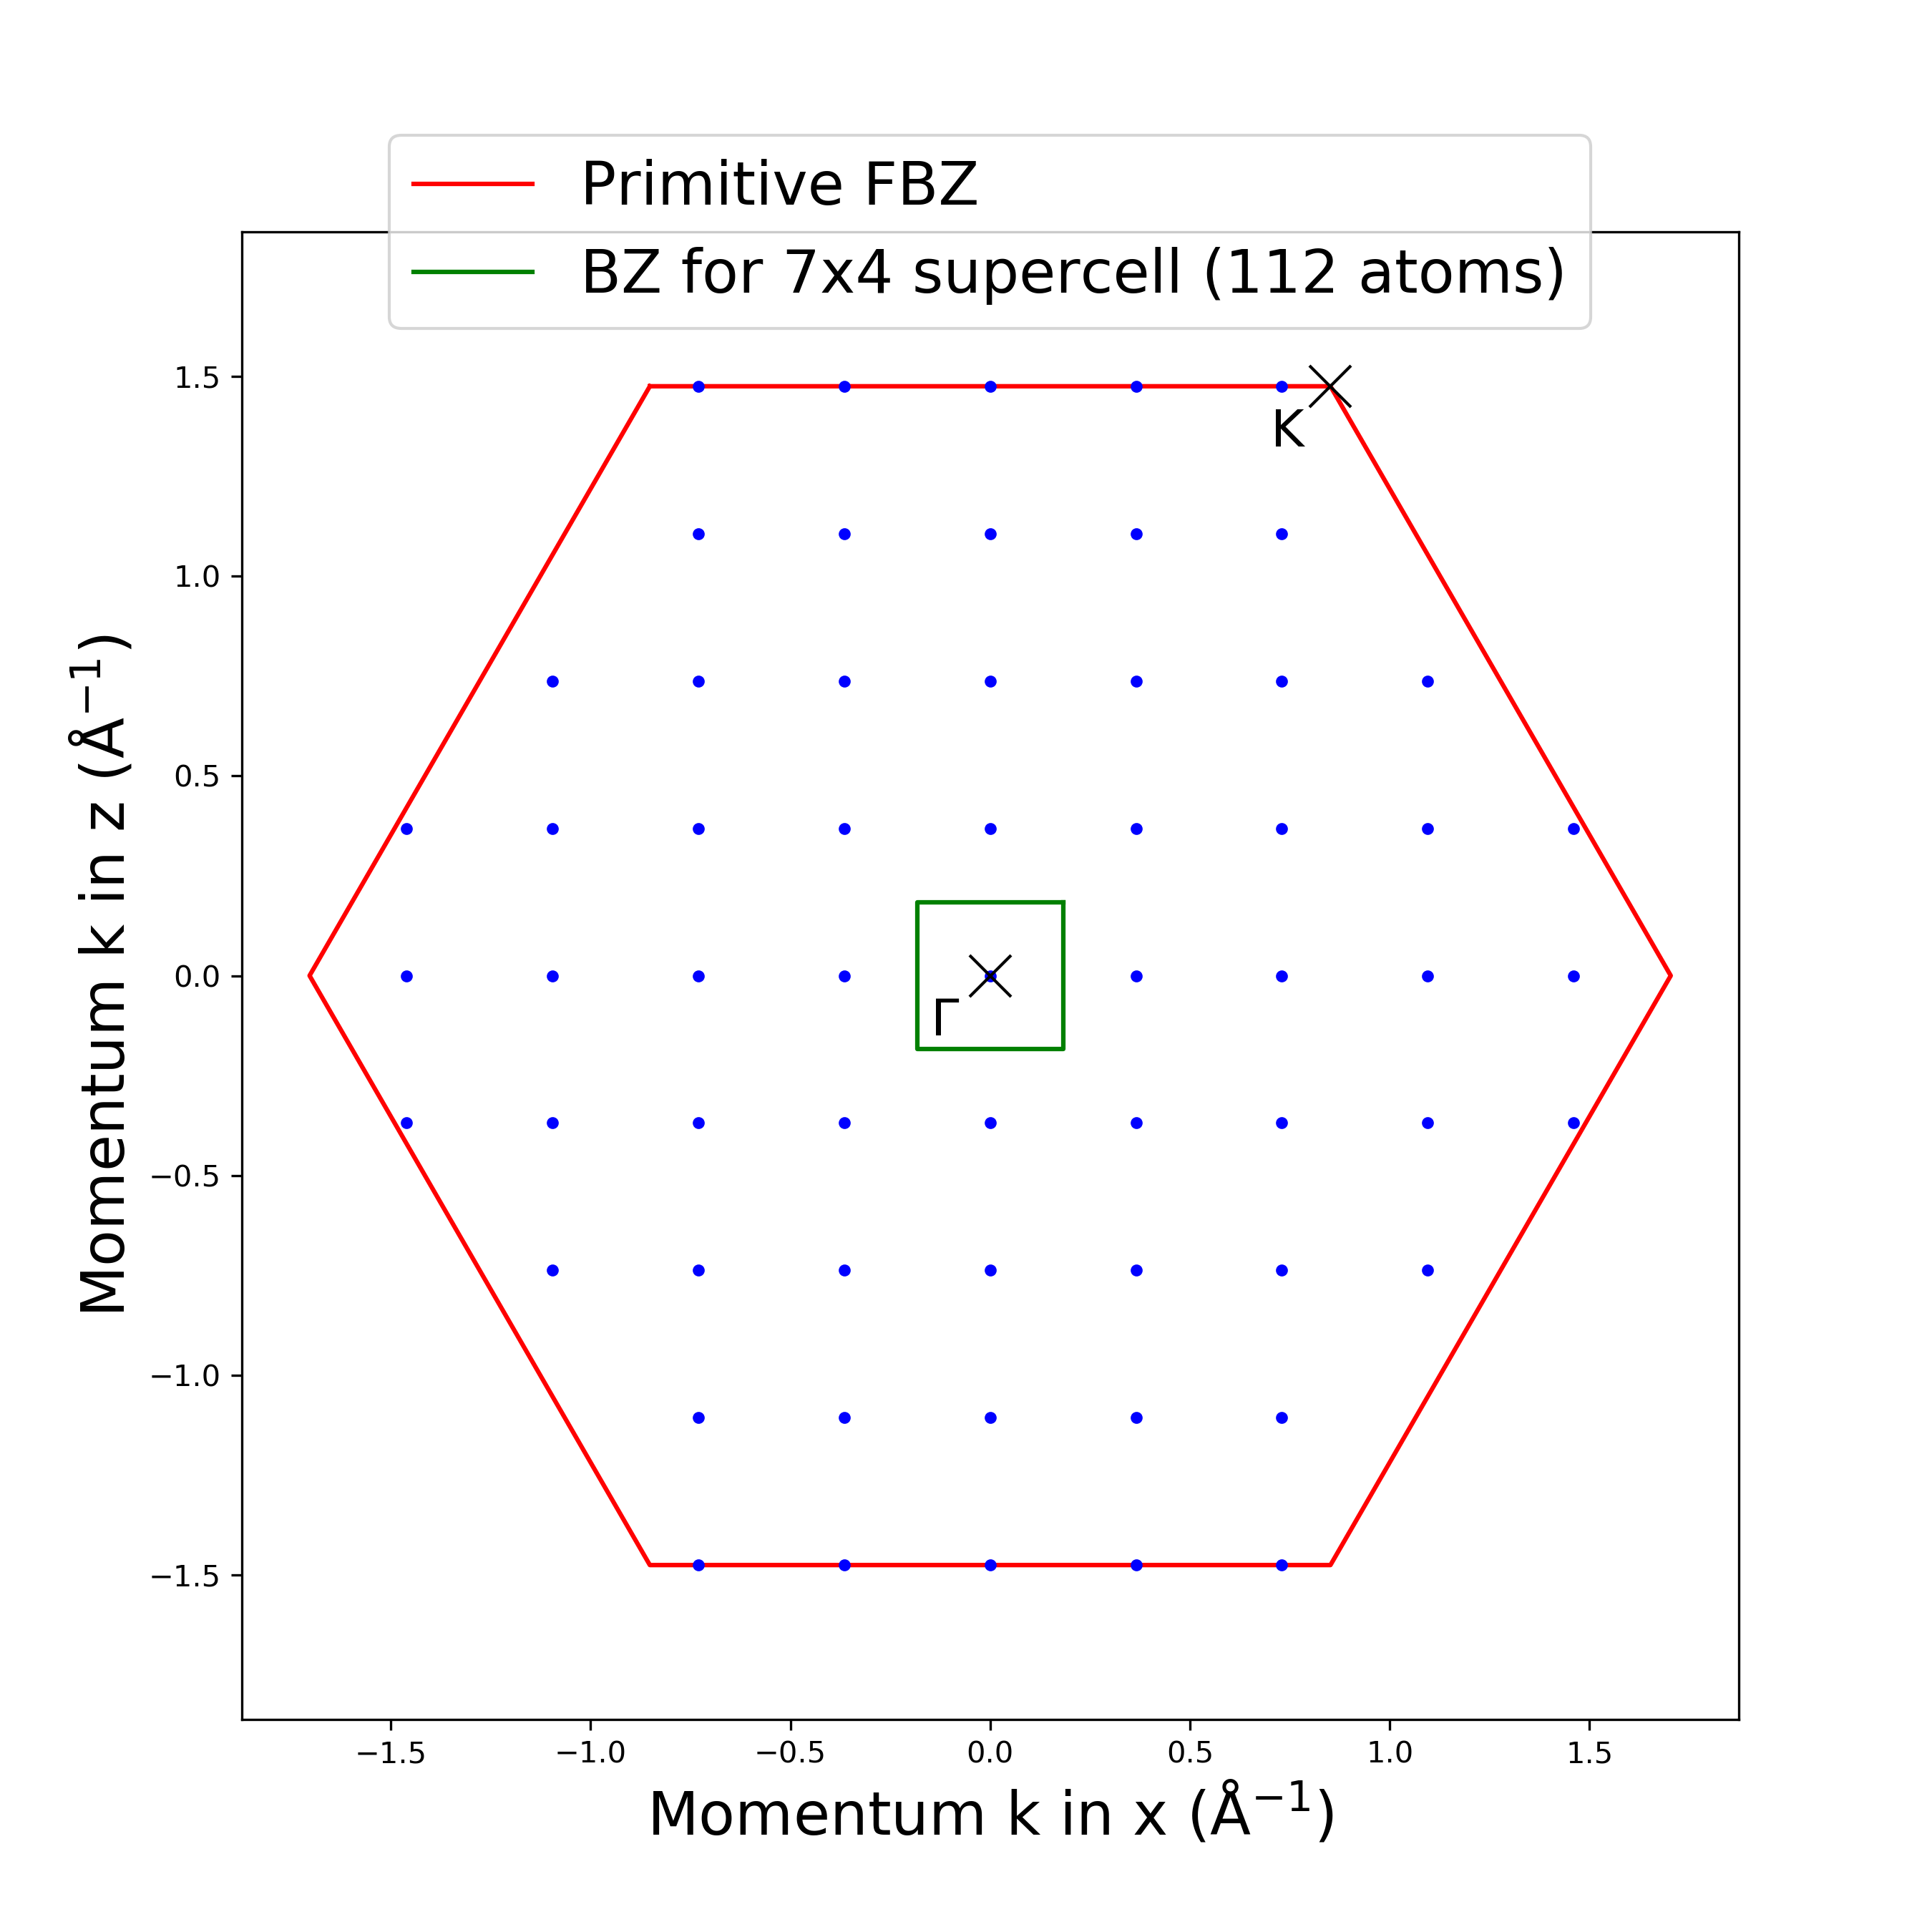 Primitive FBZ
BZ for 7x4 supercell (112 atoms)
K
Γ
1.5
1.0
0.5
0.0
−0.5
−1.0
−1.5
Momentum k in z (Å⁻¹)
−1.5 −1.0 −0.5 0.0 0.5 1.0 1.5
Momentum k in x (Å⁻¹)